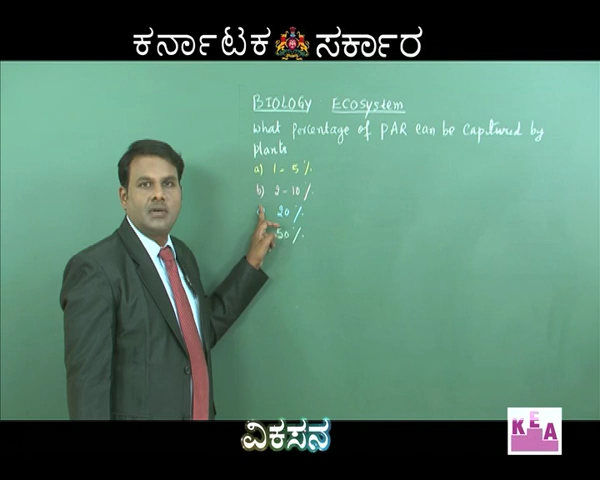 ಕರ್ನಾಟಕ ಸರ್ಕಾರ
BIOLOGY ECOSystem
What percentage of PAR can be captured by
plants
a) 1 - 5 %
b) 2 - 10 %
20 %
50 %
ವಿಕಸನ
KEA